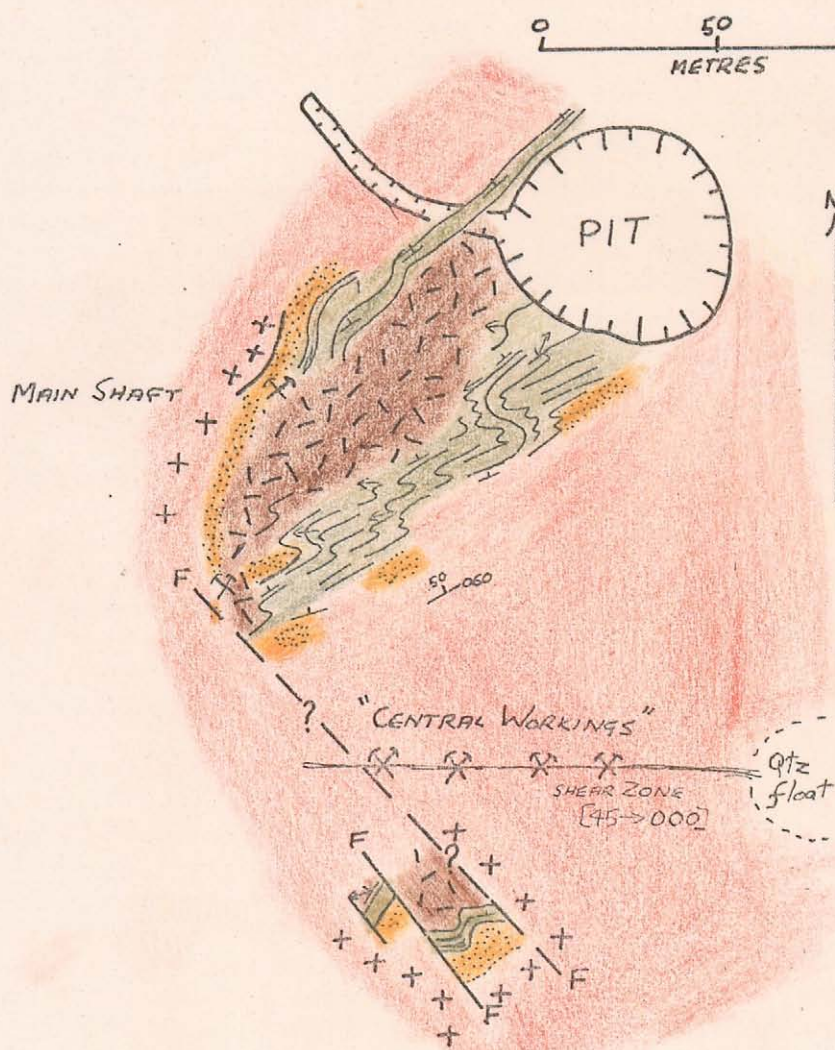 0 50
METRES
PIT
MAIN SHAFT
F
50 060
?
"CENTRAL WORKINGS"
SHEAR ZONE
[45→000]
Qtz
float
F
?
F
F